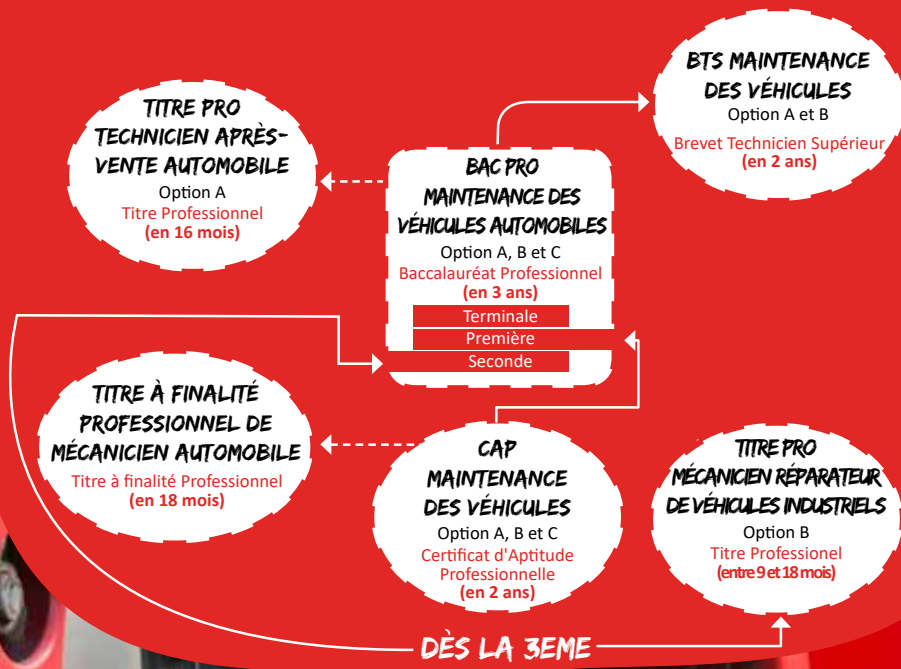 BTS MAINTENANCE
DES VÉHICULES
Option A et B
Brevet Technicien Supérieur
(en 2 ans)
TITRE PRO
TECHNICIEN APRÈS-
VENTE AUTOMOBILE
Option A
Titre Professionnel
(en 16 mois)
BAC PRO
MAINTENANCE DES
VÉHICULES AUTOMOBILES
Option A, B et C
Baccalauréat Professionnel
(en 3 ans)
Terminale
Première
Seconde
TITRE À FINALITÉ
PROFESSIONNEL DE
MÉCANICIEN AUTOMOBILE
Titre à finalité Professionnel
(en 18 mois)
CAP
MAINTENANCE
DES VÉHICULES
Option A, B et C
Certificat d'Aptitude
Professionnelle
(en 2 ans)
TITRE PRO
MÉCANICIEN RÉPARATEUR
DE VÉHICULES INDUSTRIELS
Option B
Titre Professionel
(entre 9 et 18 mois)
DÈS LA 3EME